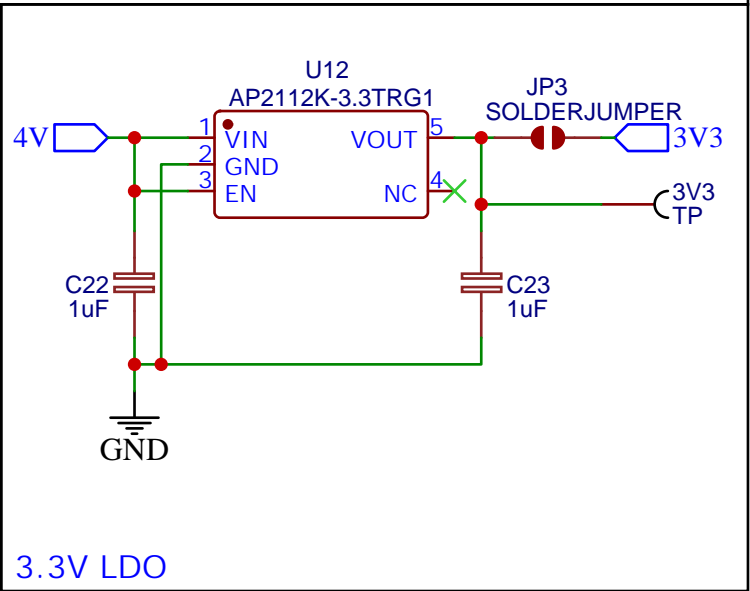 U12
AP2112K-3.3TRG1
JP3
SOLDERJUMPER
4V
1
VIN
VOUT
5
3V3
2
GND
3
EN
NC
4
3V3
TP
C22
1uF
C23
1uF
GND
3.3V LDO